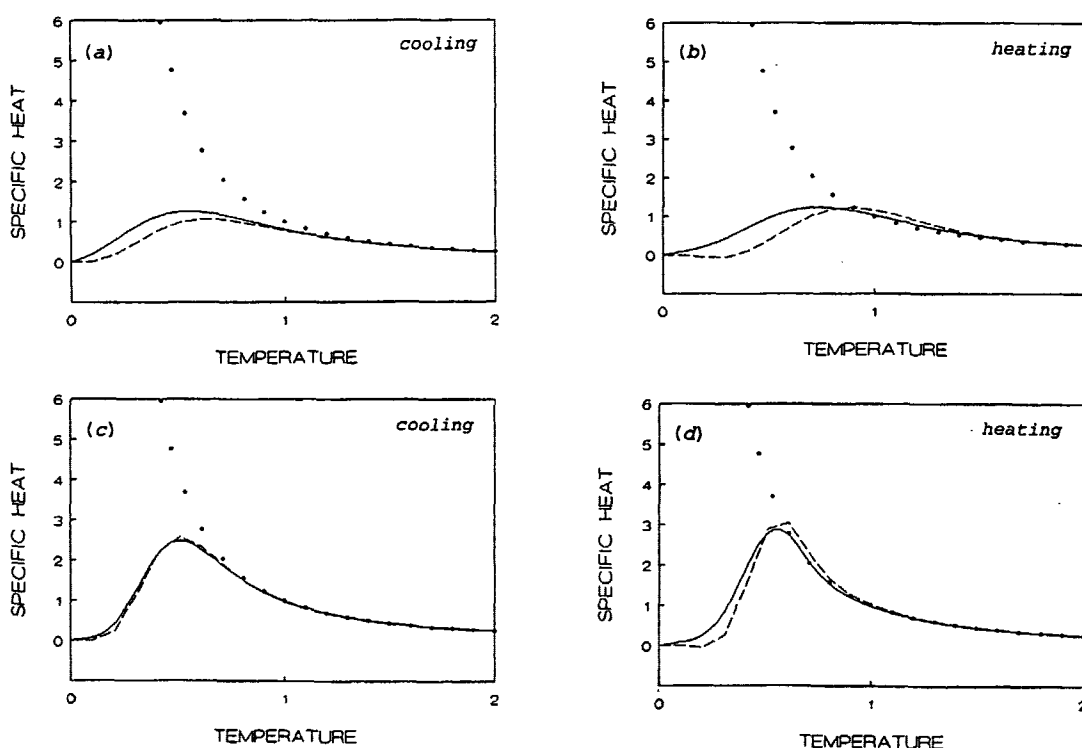 6
5
4
3
2
1
0
SPECIFIC HEAT
(a)
cooling
0
1
2
TEMPERATURE
6
5
4
3
2
1
0
SPECIFIC HEAT
(b)
heating
0
1
2
TEMPERATURE
6
5
4
3
2
1
0
SPECIFIC HEAT
(c)
cooling
0
1
2
TEMPERATURE
6
5
4
3
2
1
0
SPECIFIC HEAT
(d)
heating
0
1
2
TEMPERATURE